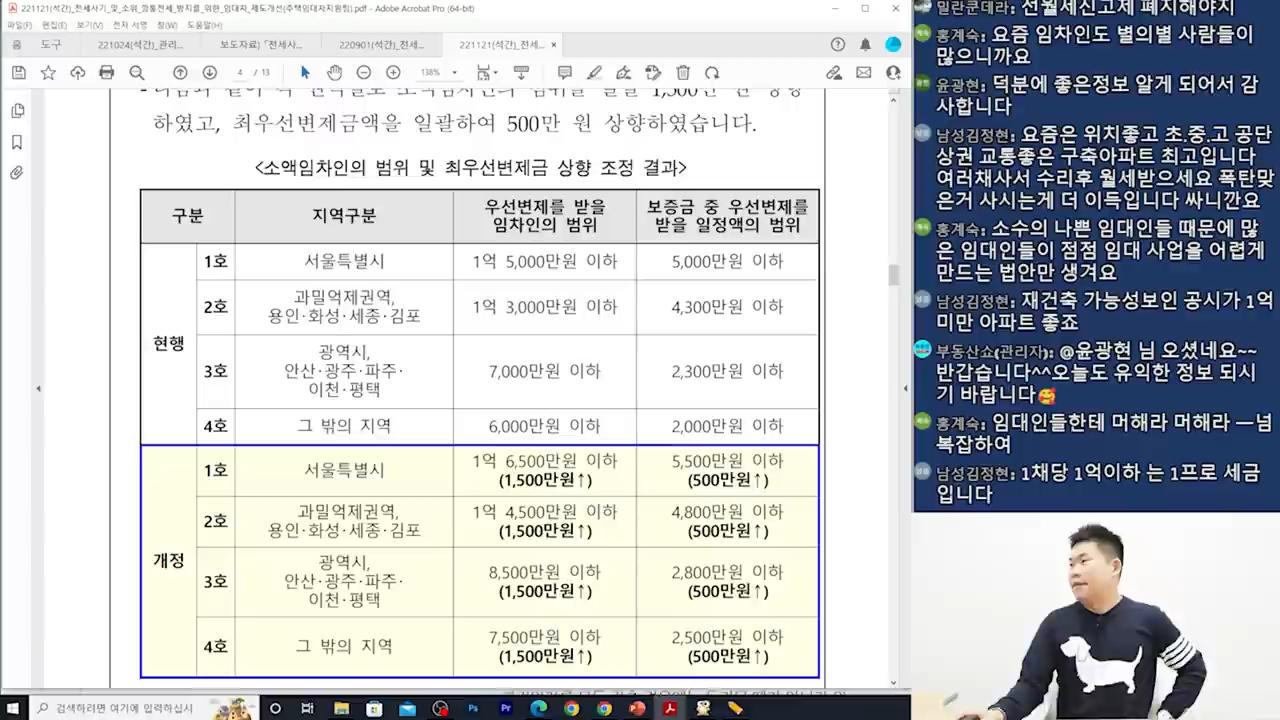 221121(석간)_전세사기_및_소위_깡통전세_방지를_위한_임대차_제도개선(주택임대차지원팀).pdf - Adobe Acrobat Pro (64-bit)
파일(F) 편집(E) 보기(V) 전자 서명 창(W) 도움말(H)
홈 도구 221024(석간)_관리... 보도자료) 「전세사... 220901(석간)_전세... 221121(석간)_전세... ×
/ 13 138%
하였고, 최우선변제금액을 일괄하여 500만 원 상향하였습니다.
<소액임차인의 범위 및 최우선변제금 상향 조정 결과>
구분 지역구분 우선변제를 받을 임차인의 범위 보증금 중 우선변제를 받을 일정액의 범위
현행
1호 서울특별시 1억 5,000만원 이하 5,000만원 이하
2호 과밀억제권역, 용인·화성·세종·김포 1억 3,000만원 이하 4,300만원 이하
3호 광역시, 안산·광주·파주· 이천·평택 7,000만원 이하 2,300만원 이하
4호 그 밖의 지역 6,000만원 이하 2,000만원 이하
개정
1호 서울특별시 1억 6,500만원 이하 (1,500만원↑) 5,500만원 이하 (500만원↑)
2호 과밀억제권역, 용인·화성·세종·김포 1억 4,500만원 이하 (1,500만원↑) 4,800만원 이하 (500만원↑)
3호 광역시, 안산·광주·파주· 이천·평택 8,500만원 이하 (1,500만원↑) 2,800만원 이하 (500만원↑)
4호 그 밖의 지역 7,500만원 이하 (1,500만원↑) 2,500만원 이하 (500만원↑)
검색하려면 여기에 입력하십시
밀란쿤데라: 전월세신고제 폐지해야지
홍계숙: 요즘 임차인도 별의별 사람들이
많으니까요
윤광현: 덕분에 좋은정보 알게 되어서 감
사합니다
남성김정현: 요즘은 위치좋고 초.중.고 공단
상권 교통좋은 구축아파트 최고입니다
여러채사서 수리후 월세받으세요 폭탄맞
은거 사시는게 더 이득입니다 싸니깐요
홍계숙: 소수의 나쁜 임대인들 때문에 많
은 임대인들이 점점 임대 사업을 어렵게
만드는 법안만 생겨요
남성김정현: 재건축 가능성보인 공시가 1억
미만 아파트 좋죠
부동산쇼(관리자): @윤광현 님 오셨네요~~
반갑습니다^^오늘도 유익한 정보 되시
기 바랍니다🥰
홍계숙: 임대인들한테 머해라 머해라 ㅡ넘
복잡하여
남성김정현: 1채당 1억이하 는 1프로 세금
입니다